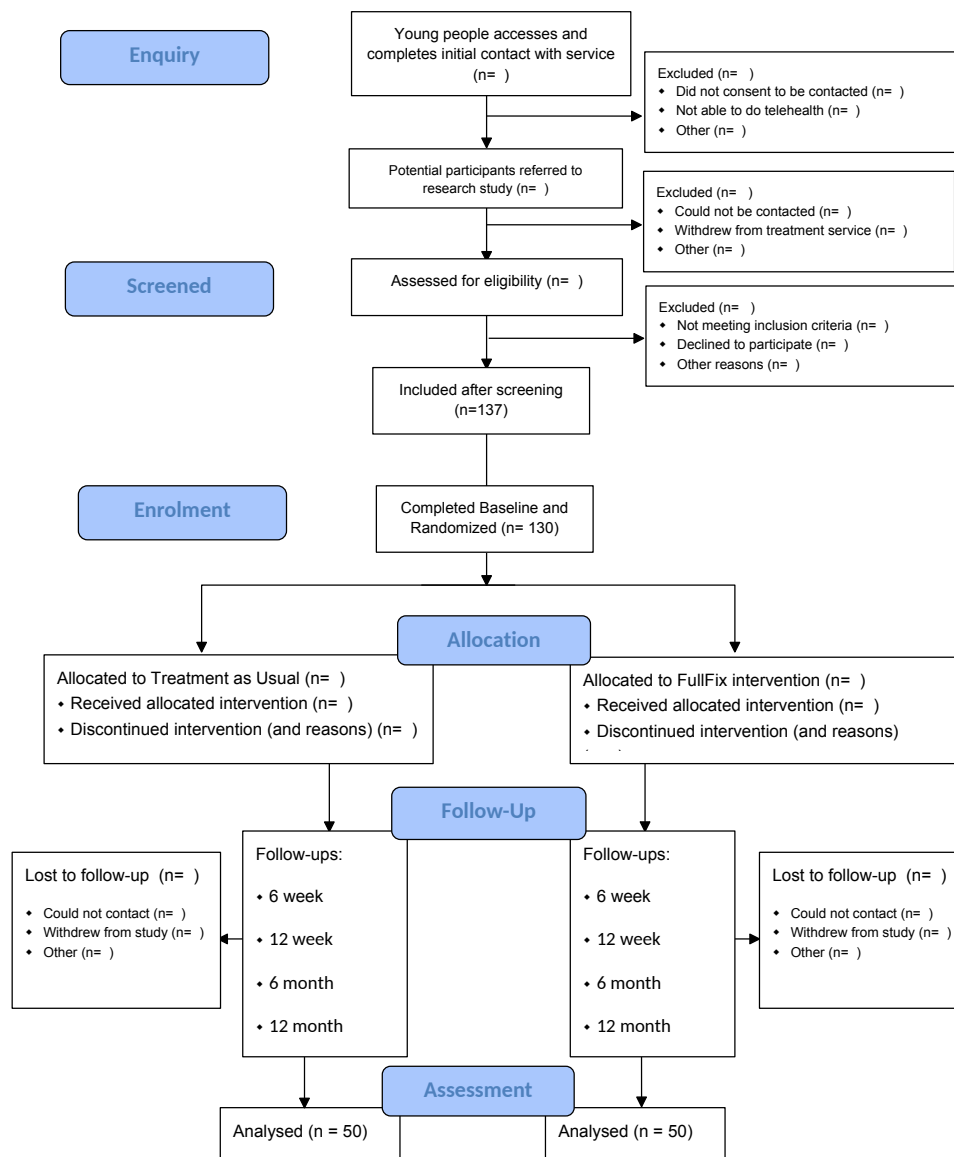 Enquiry
Young people accesses and
completes initial contact with service
(n=  )
Excluded (n=  )
⬥ Did not consent to be contacted (n=  )
⬥ Not able to do telehealth (n=  )
⬥ Other (n=  )
Potential participants referred to
research study (n=  )
Excluded (n=  )
⬥ Could not be contacted (n=  )
⬥ Withdrew from treatment service (n=  )
⬥ Other (n=  )
Screened
Assessed for eligibility (n=  )
Excluded (n=  )
⬥ Not meeting inclusion criteria (n=  )
⬥ Declined to participate (n=  )
⬥ Other reasons (n=  )
Included after screening
(n=137)
Enrolment
Completed Baseline and
Randomized (n= 130)
Allocation
Allocated to Treatment as Usual (n=  )
⬥ Received allocated intervention (n=  )
⬥ Discontinued intervention (and reasons) (n=  )
Allocated to FullFix intervention (n=  )
⬥ Received allocated intervention (n=  )
⬥ Discontinued intervention (and reasons)
Follow-Up
Lost to follow-up  (n=  )
⬥ Could not contact (n=  )
⬥ Withdrew from study (n=  )
⬥ Other (n=  )
Follow-ups:
⬥ 6 week
⬥ 12 week
⬥ 6 month
⬥ 12 month
Follow-ups:
⬥ 6 week
⬥ 12 week
⬥ 6 month
⬥ 12 month
Lost to follow-up  (n=  )
⬥ Could not contact (n=  )
⬥ Withdrew from study (n=  )
⬥ Other (n=  )
Assessment
Analysed (n = 50)
Analysed (n = 50)